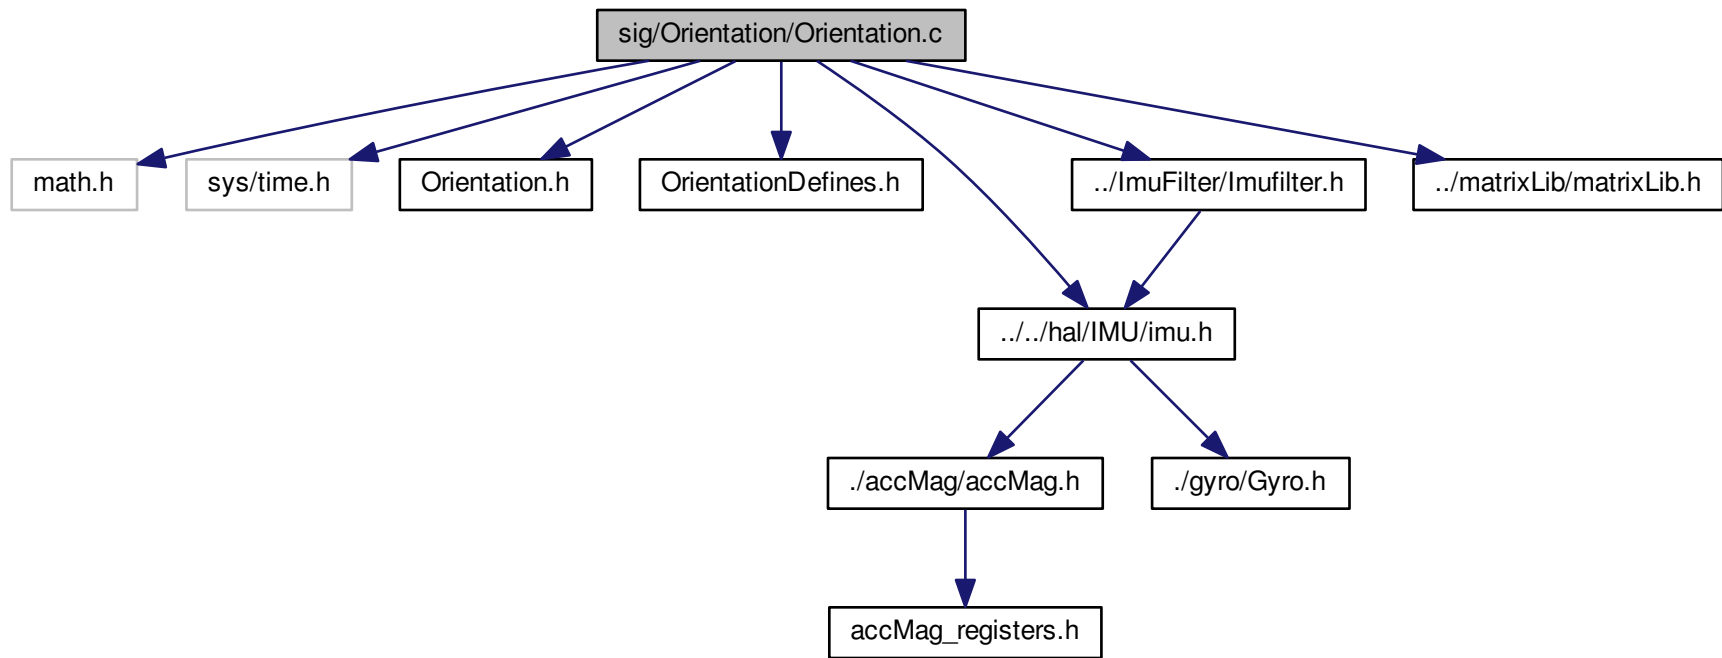 sig/Orientation/Orientation.c
math.h
sys/time.h
Orientation.h
OrientationDefines.h
../ImuFilter/Imufilter.h
../matrixLib/matrixLib.h
../../hal/IMU/imu.h
./accMag/accMag.h
./gyro/Gyro.h
accMag_registers.h